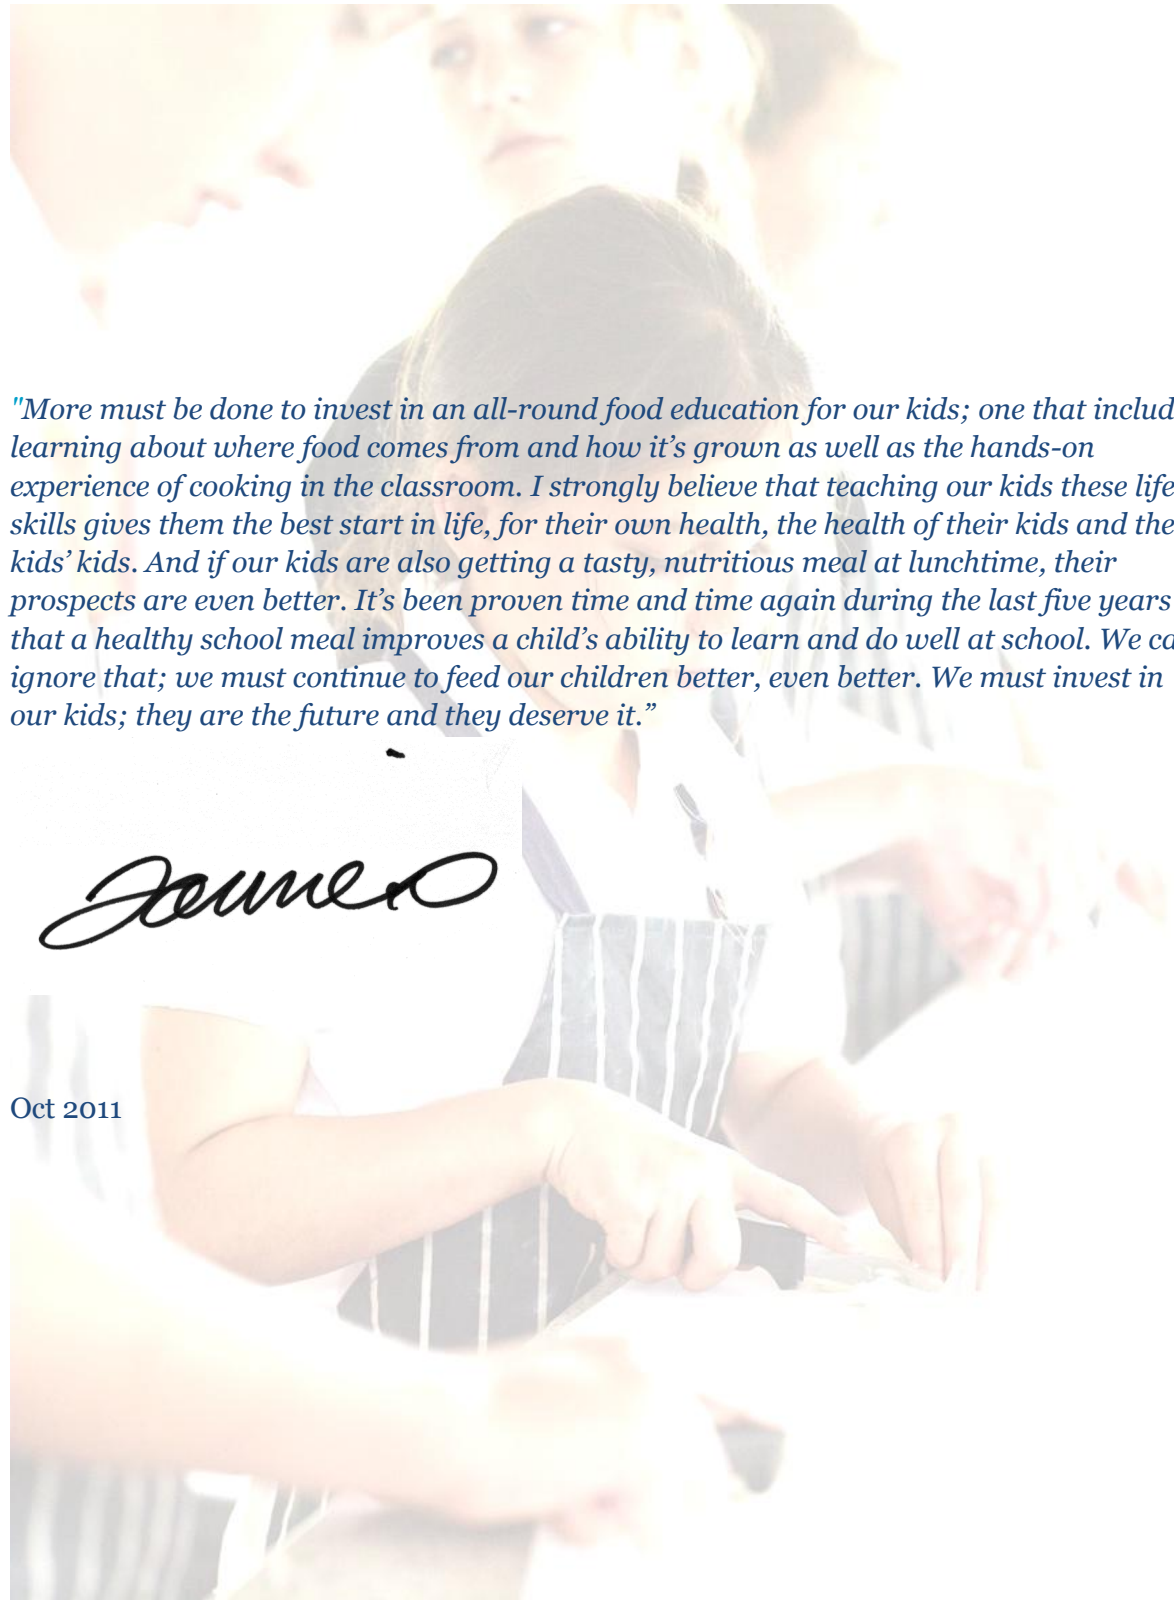 "More must be done to invest in an all-round food education for our kids; one that includ
learning about where food comes from and how it’s grown as well as the hands-on
experience of cooking in the classroom. I strongly believe that teaching our kids these life
skills gives them the best start in life, for their own health, the health of their kids and the
kids’ kids. And if our kids are also getting a tasty, nutritious meal at lunchtime, their
prospects are even better. It’s been proven time and time again during the last five years
that a healthy school meal improves a child’s ability to learn and do well at school. We ca
ignore that; we must continue to feed our children better, even better. We must invest in
our kids; they are the future and they deserve it.”
Jamie O
Oct 2011